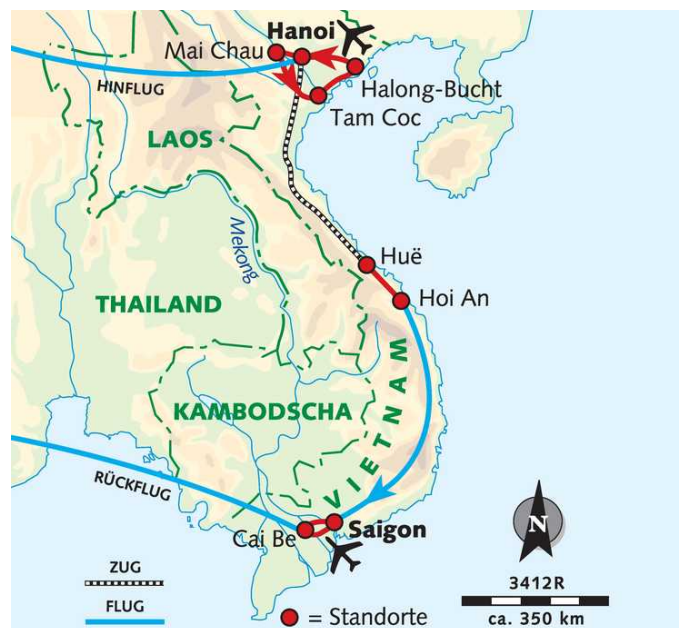 Hanoi
Mai Chau
HINFLUG
Halong-Bucht
Tam Coc
LAOS
Mekong
Huë
THAILAND
Hoi An
VIETNAM
KAMBODSCHA
RÜCKFLUG
Cai Be
Saigon
N
ZUG
3412R
FLUG
= Standorte
ca. 350 km